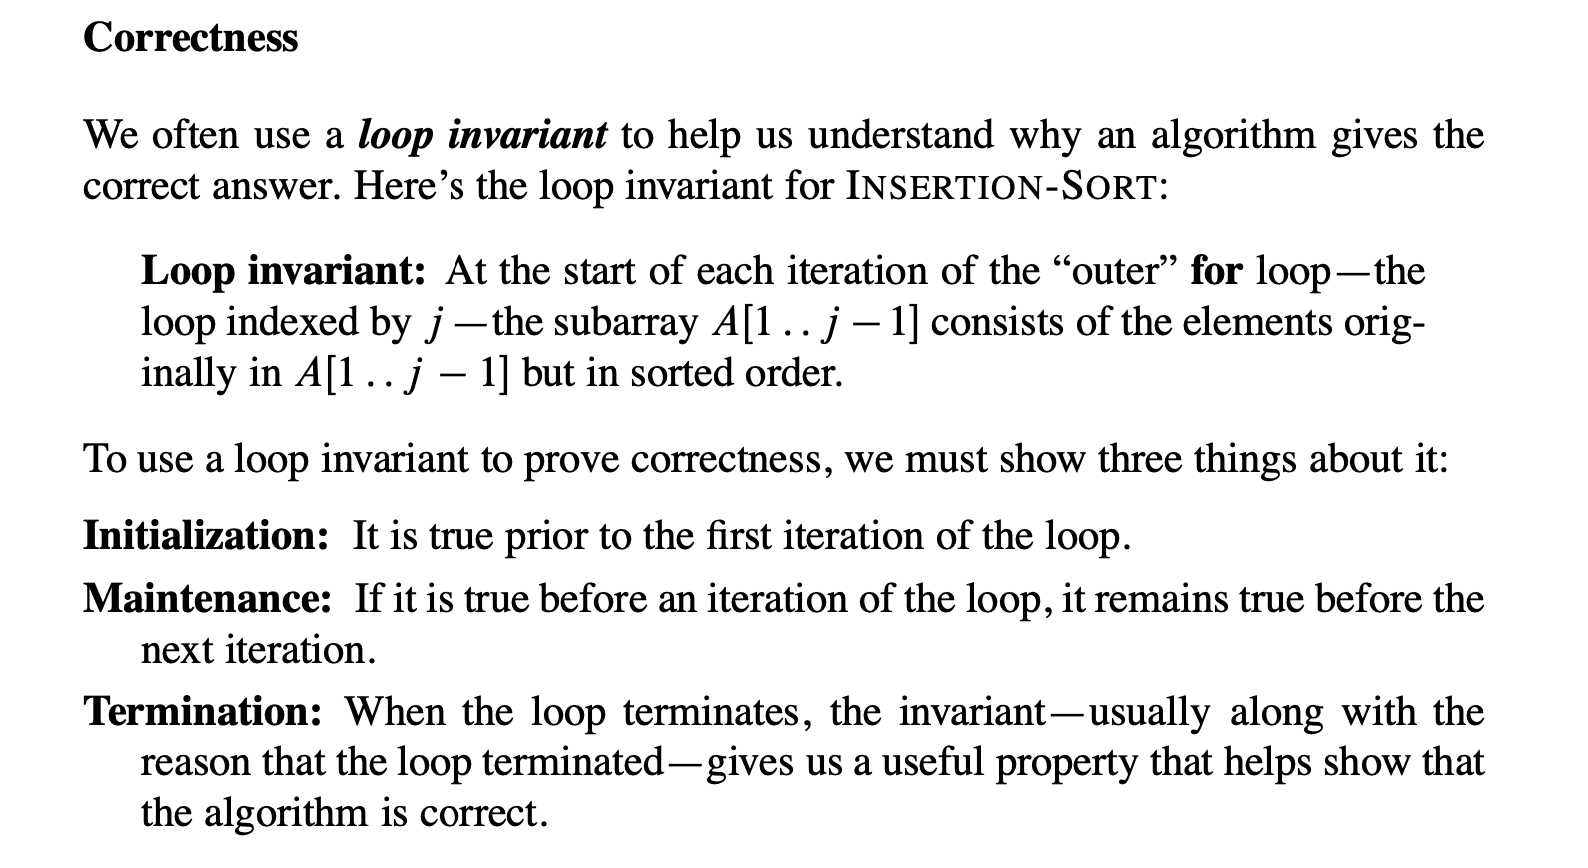 Correctness
We often use a loop invariant to help us understand why an algorithm gives the
correct answer. Here’s the loop invariant for INSERTION-SORT:
Loop invariant: At the start of each iteration of the “outer” for loop—the
loop indexed by j—the subarray A[1 . . j − 1] consists of the elements orig-
inally in A[1 . . j − 1] but in sorted order.
To use a loop invariant to prove correctness, we must show three things about it:
Initialization: It is true prior to the first iteration of the loop.
Maintenance: If it is true before an iteration of the loop, it remains true before the
next iteration.
Termination: When the loop terminates, the invariant—usually along with the
reason that the loop terminated—gives us a useful property that helps show that
the algorithm is correct.